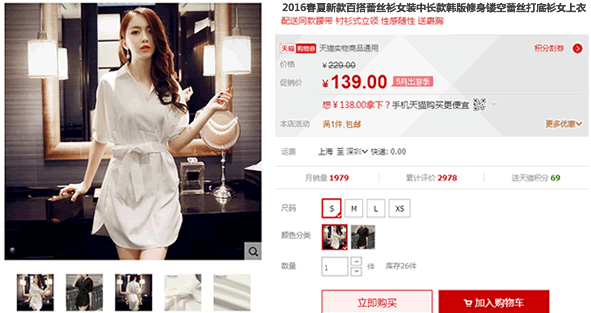 2016春夏新款百搭蕾丝衫女装中长款韩版修身镂空蕾丝打底衫女上衣
配送同款腰带 衬衫式立领 性感随性 送惠胸
天猫 购物券 天猫实物商品通用 积分刮券
价格 ¥229.00
促销价 ¥139.00 5月出游季
想¥138.00拿下?手机天猫购买更便宜
本店活动 满1件,包邮 更多优惠
运费 上海 至 深圳 快递: 0.00
月销量 1979 累计评价 2978 送天猫积分 69
尺码 S M L XS
颜色分类
数量 1 件 库存26件
立即购买 加入购物车